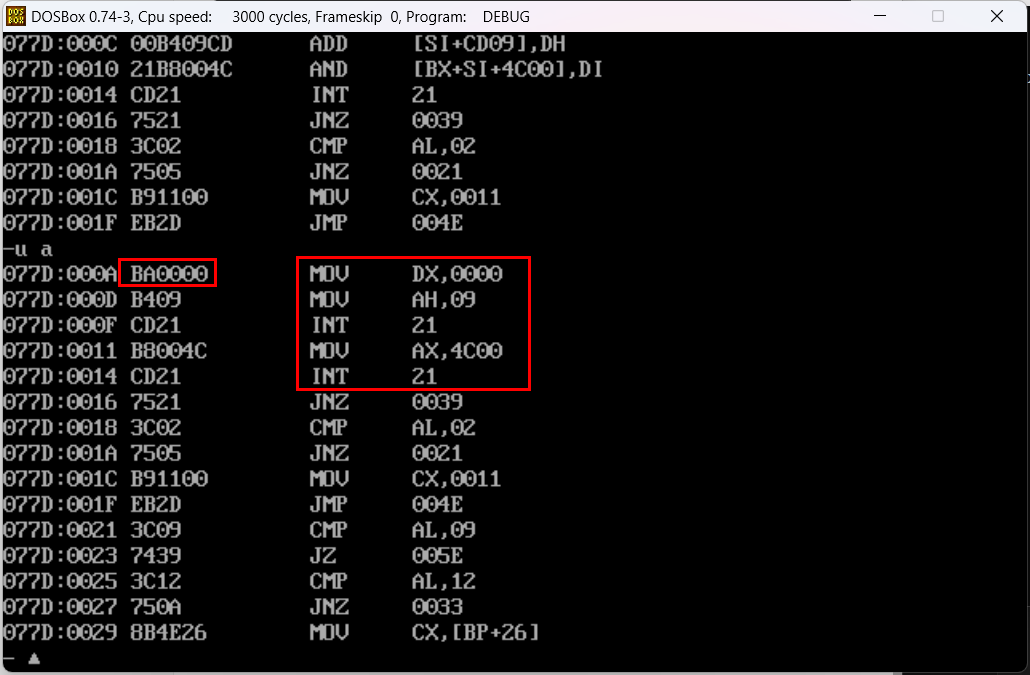 DOSBox 0.74-3, Cpu speed: 3000 cycles, Frameskip 0, Program: DEBUG
077D:000C 00B409CD ADD [SI+CD09],DH
077D:0010 21B8004C AND [BX+SI+4C00],DI
077D:0014 CD21 INT 21
077D:0016 7521 JNZ 0039
077D:0018 3C02 CMP AL,02
077D:001A 7505 JNZ 0021
077D:001C B91100 MOV CX,0011
077D:001F EB2D JMP 004E
-u a
077D:000A BA0000 MOV DX,0000
077D:000D B409 MOV AH,09
077D:000F CD21 INT 21
077D:0011 B8004C MOV AX,4C00
077D:0014 CD21 INT 21
077D:0016 7521 JNZ 0039
077D:0018 3C02 CMP AL,02
077D:001A 7505 JNZ 0021
077D:001C B91100 MOV CX,0011
077D:001F EB2D JMP 004E
077D:0021 3C09 CMP AL,09
077D:0023 7439 JZ 005E
077D:0025 3C12 CMP AL,12
077D:0027 750A JNZ 0033
077D:0029 8B4E26 MOV CX,[BP+26]
-